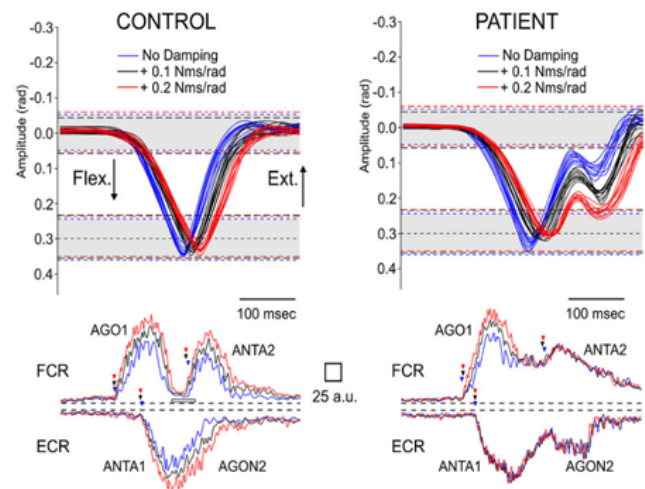 CONTROL
PATIENT
No Damping
+ 0.1 Nms/rad
+ 0.2 Nms/rad
No Damping
+ 0.1 Nms/rad
+ 0.2 Nms/rad
Amplitude (rad)
-0.3
-0.2
-0.1
0.0
0.1
0.2
0.3
0.4
Flex.
Ext.
Amplitude (rad)
-0.3
-0.2
-0.1
0.0
0.1
0.2
0.3
0.4
100 msec
100 msec
AGO1
ANTA2
FCR
ECR
ANTA1
AGON2
25 a.u.
AGO1
ANTA2
FCR
ECR
ANTA1
AGON2